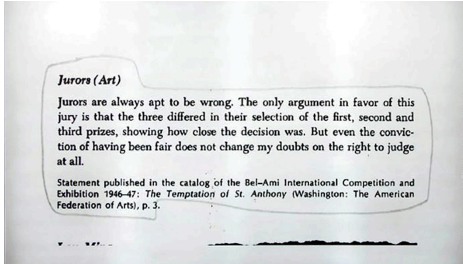 Jurors (Art)
Jurors are always apt to be wrong. The only argument in favor of this
jury is that the three differed in their selection of the first, second and
third prizes, showing how close the decision was. But even the convic-
tion of having been fair does not change my doubts on the right to judge
at all.
Statement published in the catalog of the Bel-Ami International Competition and
Exhibition 1946–47: The Temptation of St. Anthony (Washington: The American
Federation of Arts), p. 3.